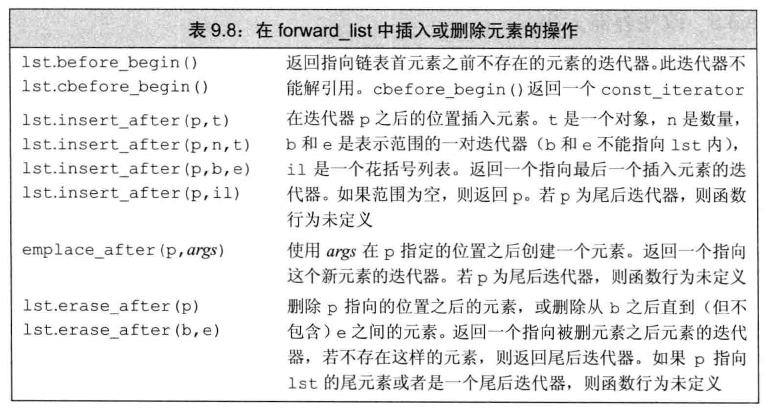 表 9.8：在 forward_list 中插入或删除元素的操作
lst.before_begin() 返回指向链表首元素之前不存在的元素的迭代器。此迭代器不
lst.cbefore_begin() 能解引用。cbefore_begin()返回一个 const_iterator
lst.insert_after(p,t) 在迭代器 p 之后的位置插入元素。t 是一个对象，n 是数量，
lst.insert_after(p,n,t) b 和 e 是表示范围的一对迭代器（b 和 e 不能指向 lst 内），
lst.insert_after(p,b,e) il 是一个花括号列表。返回一个指向最后一个插入元素的迭
lst.insert_after(p,il) 代器。如果范围为空，则返回 p。若 p 为尾后迭代器，则函数
行为未定义
emplace_after(p,args) 使用 args 在 p 指定的位置之后创建一个元素。返回一个指向
这个新元素的迭代器。若 p 为尾后迭代器，则函数行为未定义
lst.erase_after(p) 删除 p 指向的位置之后的元素，或删除从 b 之后直到（但不
lst.erase_after(b,e) 包含）e 之间的元素。返回一个指向被删元素之后元素的迭代
器，若不存在这样的元素，则返回尾后迭代器。如果 p 指向
lst 的尾元素或者是一个尾后迭代器，则函数行为未定义